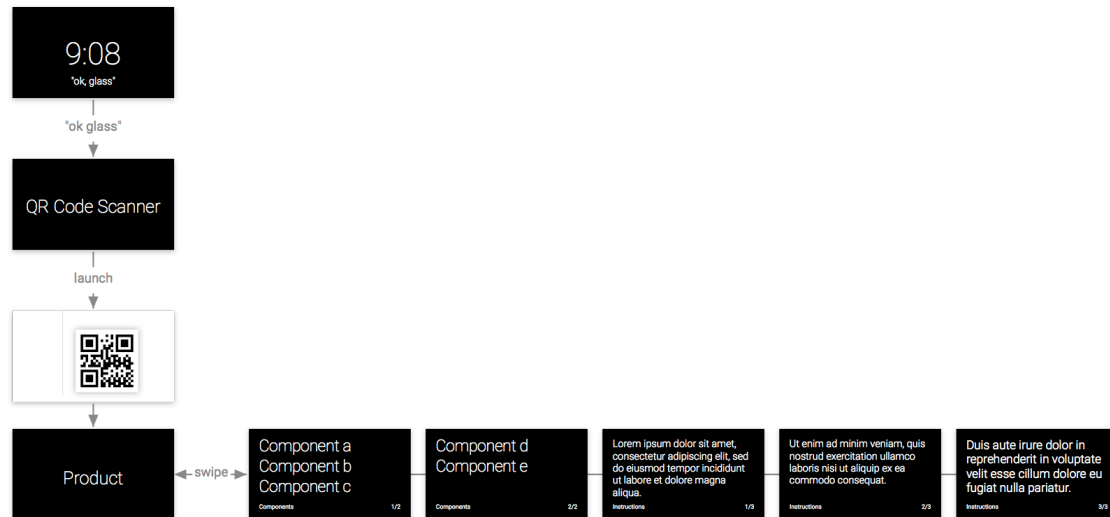 9:08
"ok, glass"
"ok glass"
QR Code Scanner
launch
Product
swipe
Component a
Component b
Component c
Components 1/2
Component d
Component e
Components 2/2
Lorem ipsum dolor sit amet,
consectetur adipiscing elit, sed
do eiusmod tempor incididunt
ut labore et dolore magna
aliqua.
Instructions 1/3
Ut enim ad minim veniam, quis
nostrud exercitation ullamco
laboris nisi ut aliquip ex ea
commodo consequat.
Instructions 2/3
Duis aute irure dolor in
reprehenderit in voluptate
velit esse cillum dolore eu
fugiat nulla pariatur.
Instructions 3/3